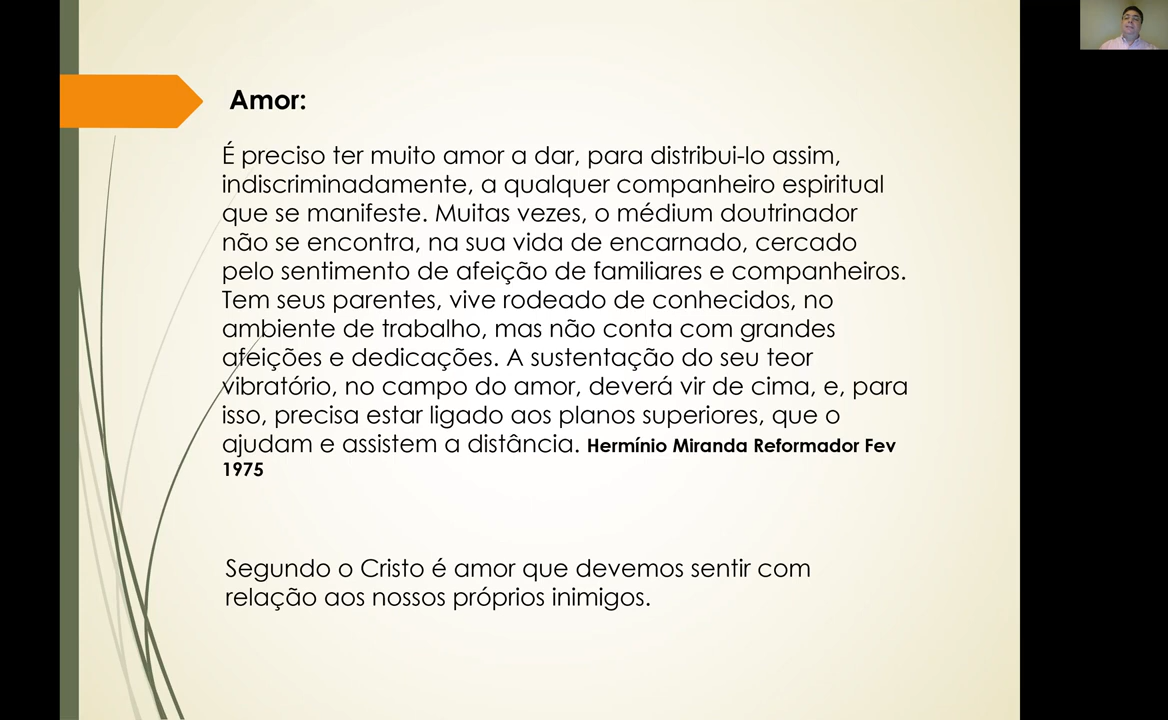 Amor:
É preciso ter muito amor a dar, para distribui-lo assim,
indiscriminadamente, a qualquer companheiro espiritual
que se manifeste. Muitas vezes, o médium doutrinador
não se encontra, na sua vida de encarnado, cercado
pelo sentimento de afeição de familiares e companheiros.
Tem seus parentes, vive rodeado de conhecidos, no
ambiente de trabalho, mas não conta com grandes
afeições e dedicações. A sustentação do seu teor
vibratório, no campo do amor, deverá vir de cima, e, para
isso, precisa estar ligado aos planos superiores, que o
ajudam e assistem a distância. Hermínio Miranda Reformador Fev
1975
Segundo o Cristo é amor que devemos sentir com
relação aos nossos próprios inimigos.